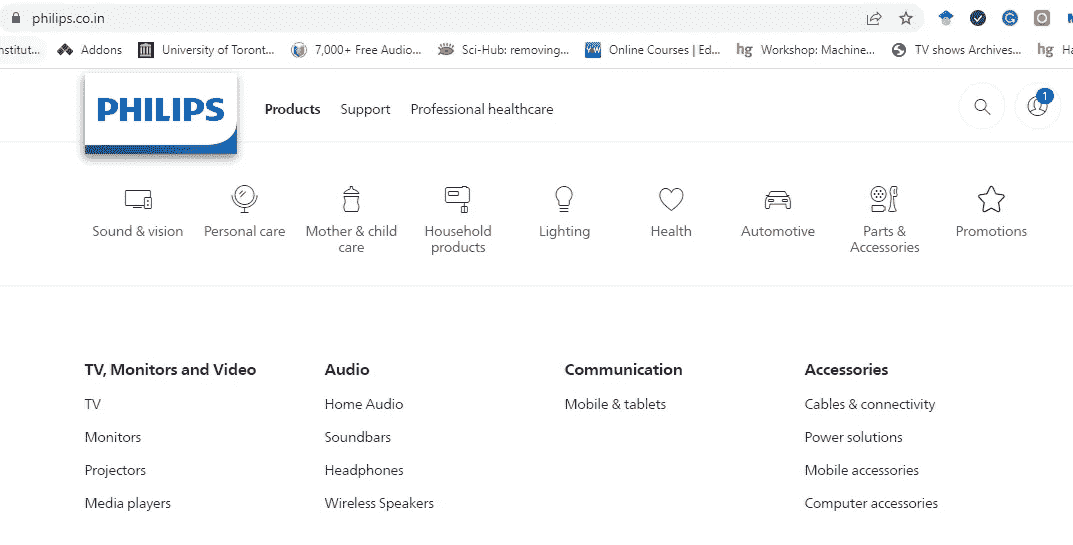 philips.co.in
nstitut...
Addons
University of Toront...
7,000+ Free Audio...
Sci-Hub: removing...
Online Courses | Ed...
hg Workshop: Machine...
TV shows Archives...
hg Ha
PHILIPS
Products
Support
Professional healthcare
1
Sound & vision
Personal care
Mother & child
care
Household
products
Lighting
Health
Automotive
Parts &
Accessories
Promotions
TV, Monitors and Video
TV
Monitors
Projectors
Media players
Audio
Home Audio
Soundbars
Headphones
Wireless Speakers
Communication
Mobile & tablets
Accessories
Cables & connectivity
Power solutions
Mobile accessories
Computer accessories